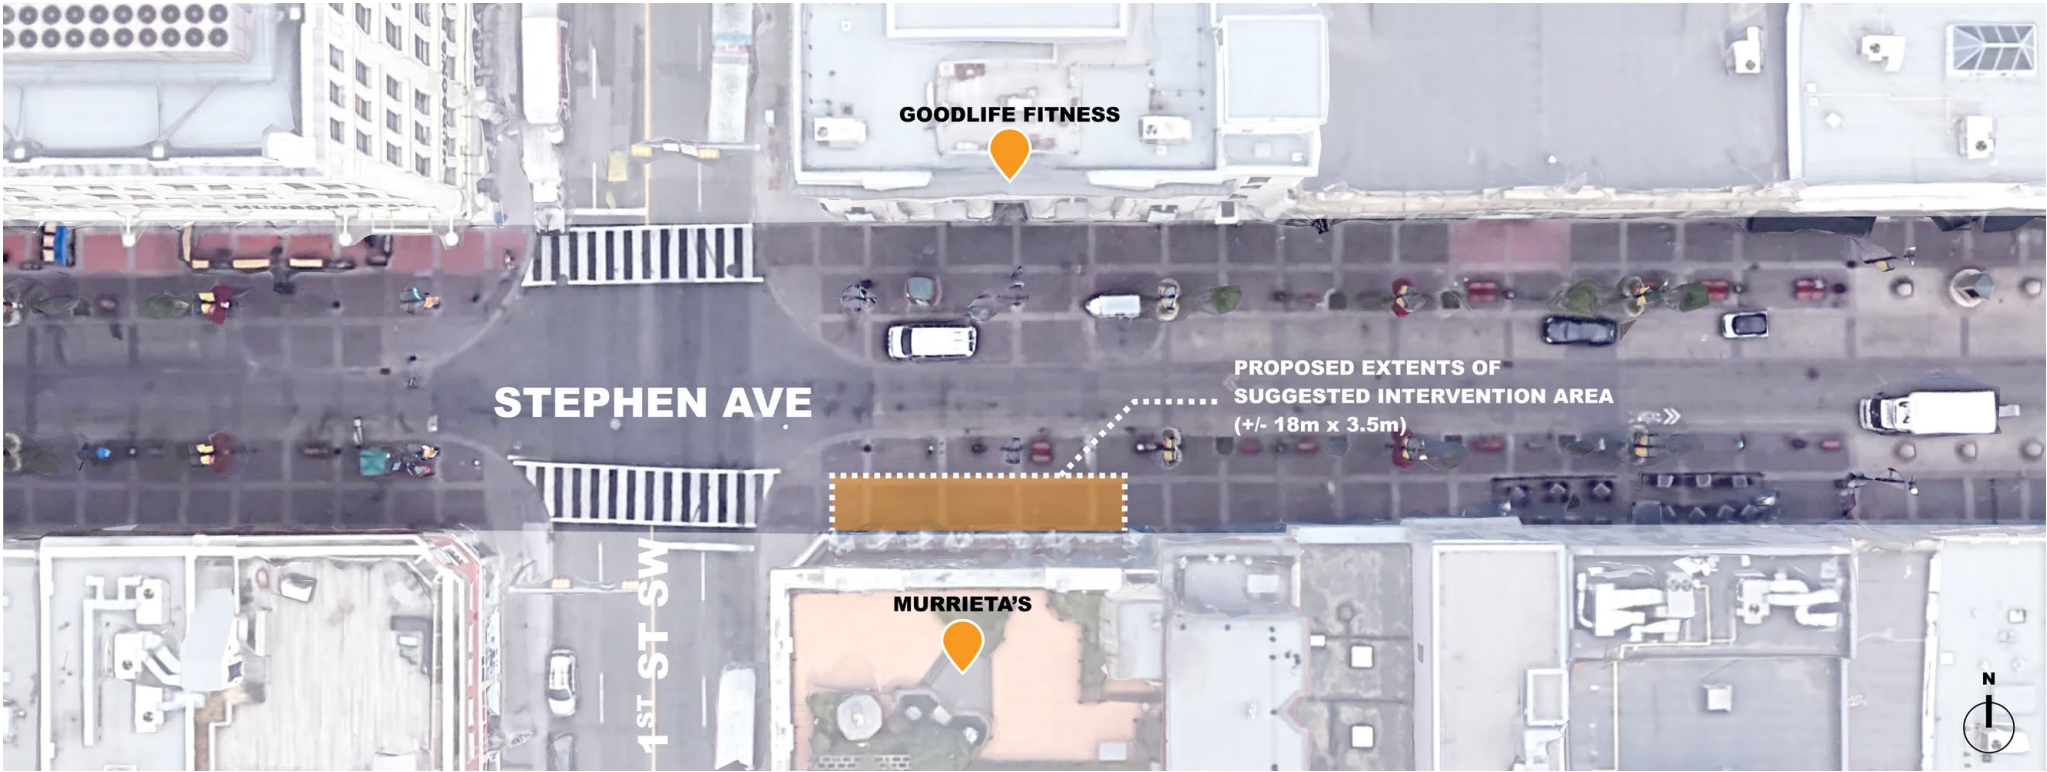 GOODLIFE FITNESS
PROPOSED EXTENTS OF
SUGGESTED INTERVENTION AREA
(+/- 18m x 3.5m)
STEPHEN AVE
1ST ST SW
MURRIETA'S
N